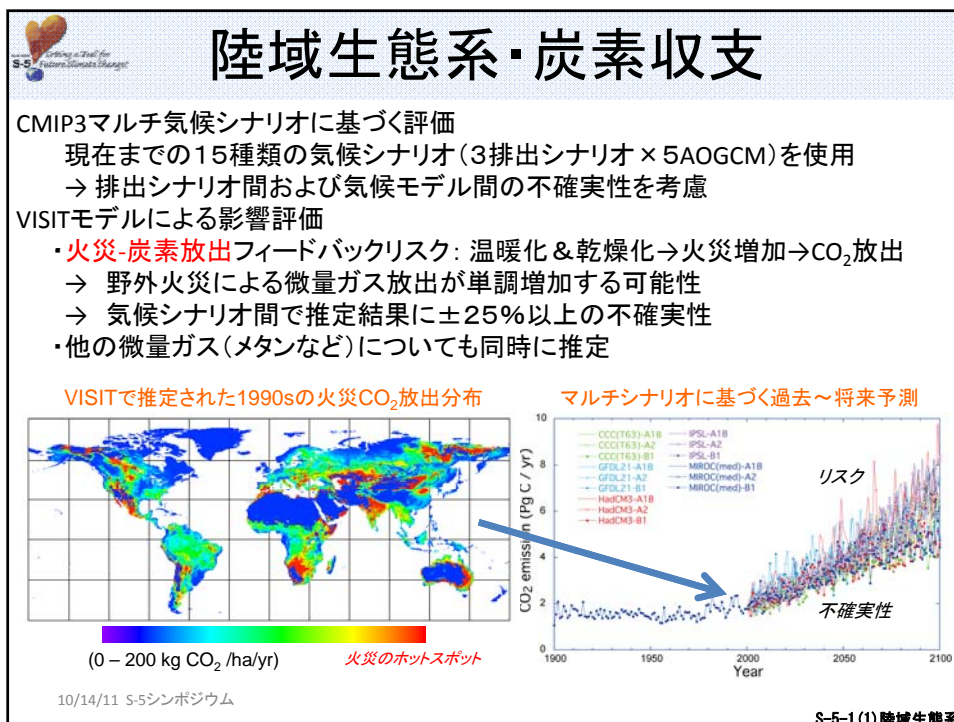 Getting a Tool for
S-5 Future Climate Change!
陸域生態系・炭素収支
CMIP3マルチ気候シナリオに基づく評価
現在までの15種類の気候シナリオ(3排出シナリオ×5AOGCM)を使用
→ 排出シナリオ間および気候モデル間の不確実性を考慮
VISITモデルによる影響評価
・火災-炭素放出フィードバックリスク: 温暖化&乾燥化→火災増加→CO2放出
→ 野外火災による微量ガス放出が単調増加する可能性
→ 気候シナリオ間で推定結果に±25%以上の不確実性
・他の微量ガス(メタンなど)についても同時に推定
VISITで推定された1990sの火災CO2放出分布
(0 – 200 kg CO2 /ha/yr)
火災のホットスポット
マルチシナリオに基づく過去~将来予測
CO2 emission (Pg C / yr)
10
8
6
4
2
0
CCC(T63)-A1B
CCC(T63)-A2
CCC(T63)-B1
GFDL21-A1B
GFDL21-A2
GFDL21-B1
HadCM3-A1B
HadCM3-A2
HadCM3-B1
IPSL-A1B
IPSL-A2
IPSL-B1
MIROC(med)-A1B
MIROC(med)-A2
MIROC(med)-B1
リスク
不確実性
1900
1950
2000
2050
2100
Year
10/14/11 S-5シンポジウム
S-5-1(1)陸域生態系